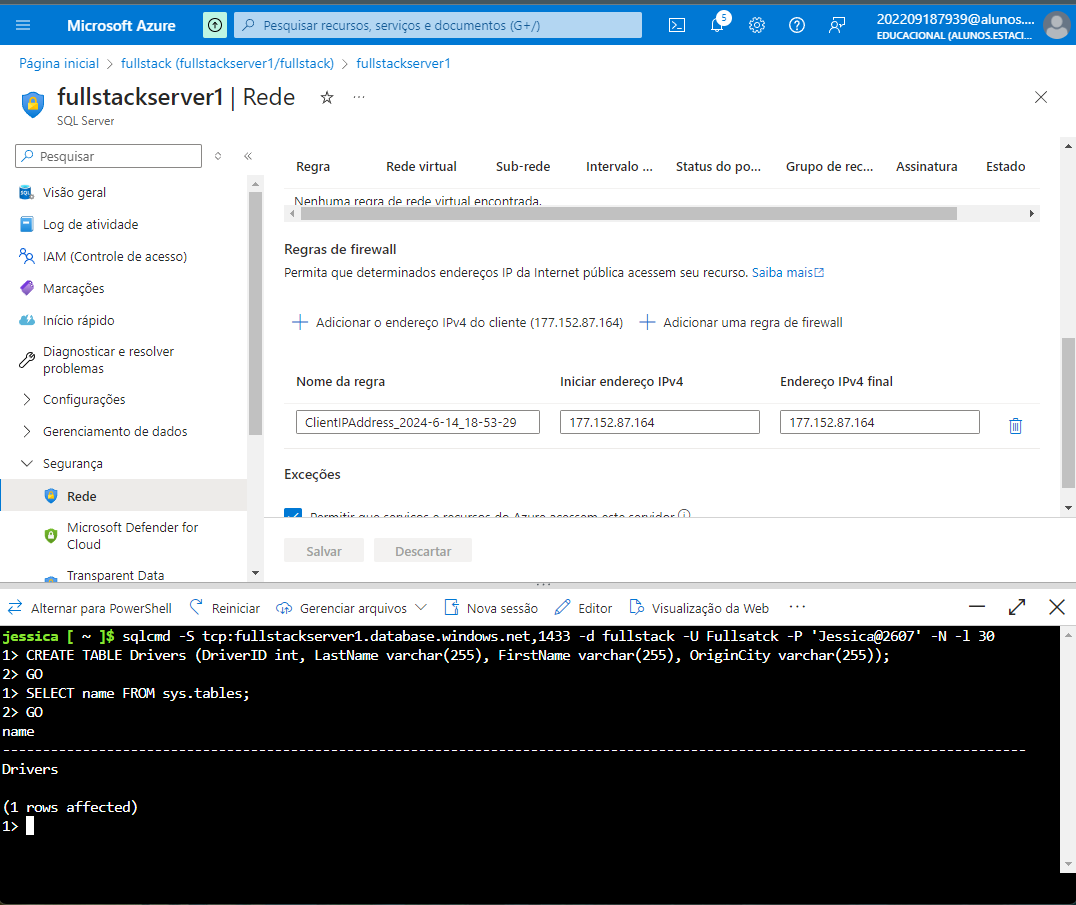 Microsoft Azure
Pesquisar recursos, serviços e documentos (G+/)
5
202209187939@alunos....
EDUCACIONAL (ALUNOS.ESTACI...
Página inicial > fullstack (fullstackserver1/fullstack) > fullstackserver1
fullstackserver1 | Rede
SQL Server
Pesquisar
Visão geral
Log de atividade
IAM (Controle de acesso)
Marcações
Início rápido
Diagnosticar e resolver
problemas
Configurações
Gerenciamento de dados
Segurança
Rede
Microsoft Defender for
Cloud
Transparent Data
Regra Rede virtual Sub-rede Intervalo ... Status do po... Grupo de rec... Assinatura Estado
Nenhuma regra de rede virtual encontrada.
Regras de firewall
Permita que determinados endereços IP da Internet pública acessem seu recurso. Saiba mais
Adicionar o endereço IPv4 do cliente (177.152.87.164) Adicionar uma regra de firewall
Nome da regra Iniciar endereço IPv4 Endereço IPv4 final
ClientIPAddress_2024-6-14_18-53-29 177.152.87.164 177.152.87.164
Exceções
Permitir que serviços e recursos do Azure acessem este servidor
Salvar Descartar
Alternar para PowerShell Reiniciar Gerenciar arquivos Nova sessão Editor Visualização da Web
jessica [ ~ ]$ sqlcmd -S tcp:fullstackserver1.database.windows.net,1433 -d fullstack -U Fullsatck -P 'Jessica@2607' -N -l 30
1> CREATE TABLE Drivers (DriverID int, LastName varchar(255), FirstName varchar(255), OriginCity varchar(255));
2> GO
1> SELECT name FROM sys.tables;
2> GO
name
--------------------------------------------------------------------------------------------------------------------------------
Drivers
(1 rows affected)
1>